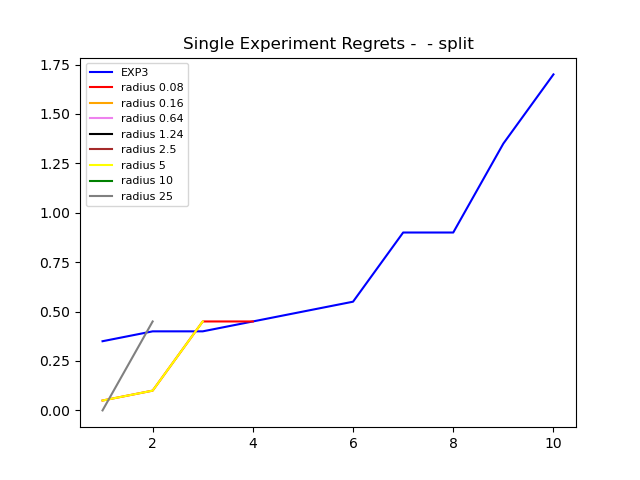 Single Experiment Regrets -  - split
1.75
1.50
1.25
1.00
0.75
0.50
0.25
0.00
EXP3
radius 0.08
radius 0.16
radius 0.64
radius 1.24
radius 2.5
radius 5
radius 10
radius 25
2 4 6 8 10